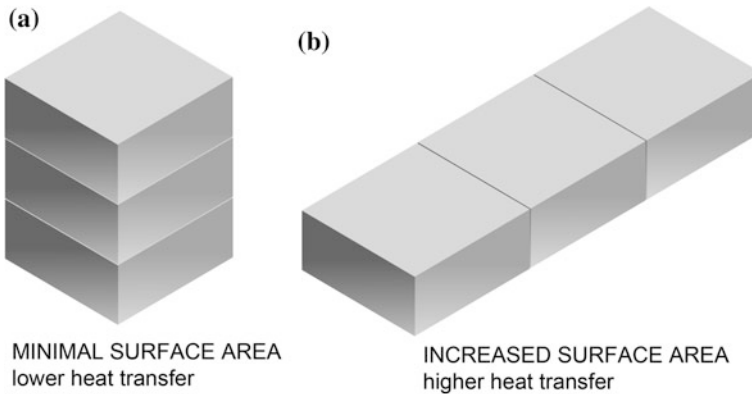 (a)
(b)
MINIMAL SURFACE AREA
lower heat transfer
INCREASED SURFACE AREA
higher heat transfer